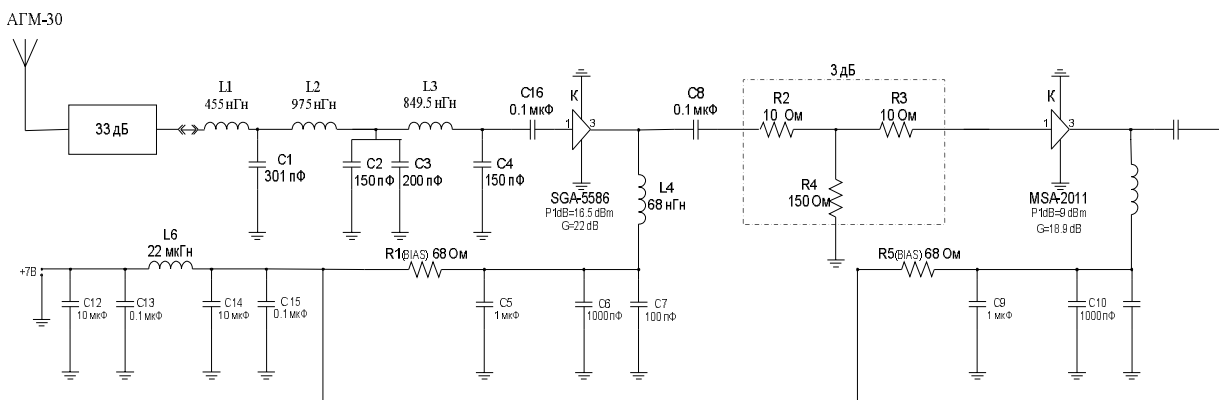 АГМ-30
33 дБ
L1
455 нГн
L2
975 нГн
L3
849.5 нГн
C1
301 пФ
C2
150 пФ
C3
200 пФ
C4
150 пФ
C16
0.1 мкФ
К
1
3
SGA-5586
P1dB=16.5 dBm
G=22 dB
L4
68 нГн
C8
0.1 мкФ
3 дБ
R2
10 Ом
R3
10 Ом
R4
150 Ом
К
1
3
MSA-2011
P1dB=9 dBm
G=18.9 dB
+7В
L6
22 мкГн
C12
10 мкФ
C13
0.1 мкФ
C14
10 мкФ
C15
0.1 мкФ
R1(BIAS) 68 Ом
C5
1 мкФ
C6
1000 пФ
C7
100 пФ
R5(BIAS) 68 Ом
C9
1 мкФ
C10
1000 пФ